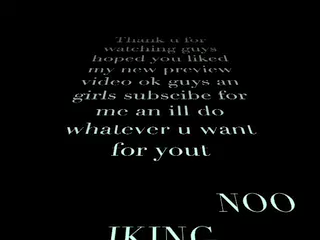 Thank u for
watching guys
hoped you liked
my new preview
video ok guys an
girls subscibe for
me an ill do
whatever u want
for yout
NOO